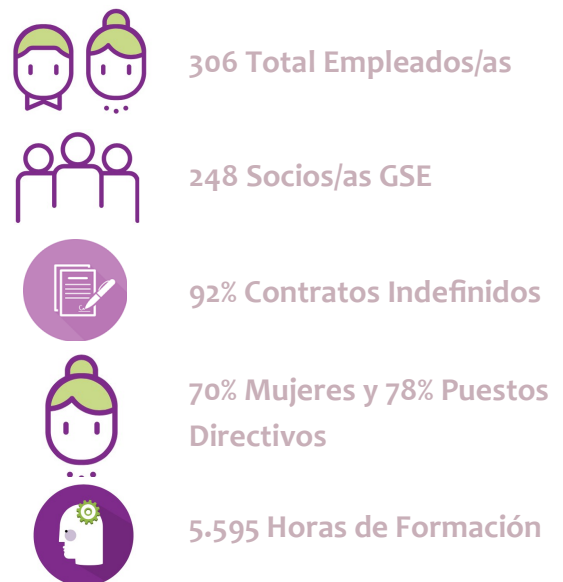 306 Total Empleados/as
248 Socios/as GSE
92% Contratos Indefinidos
70% Mujeres y 78% Puestos
Directivos
5.595 Horas de Formación